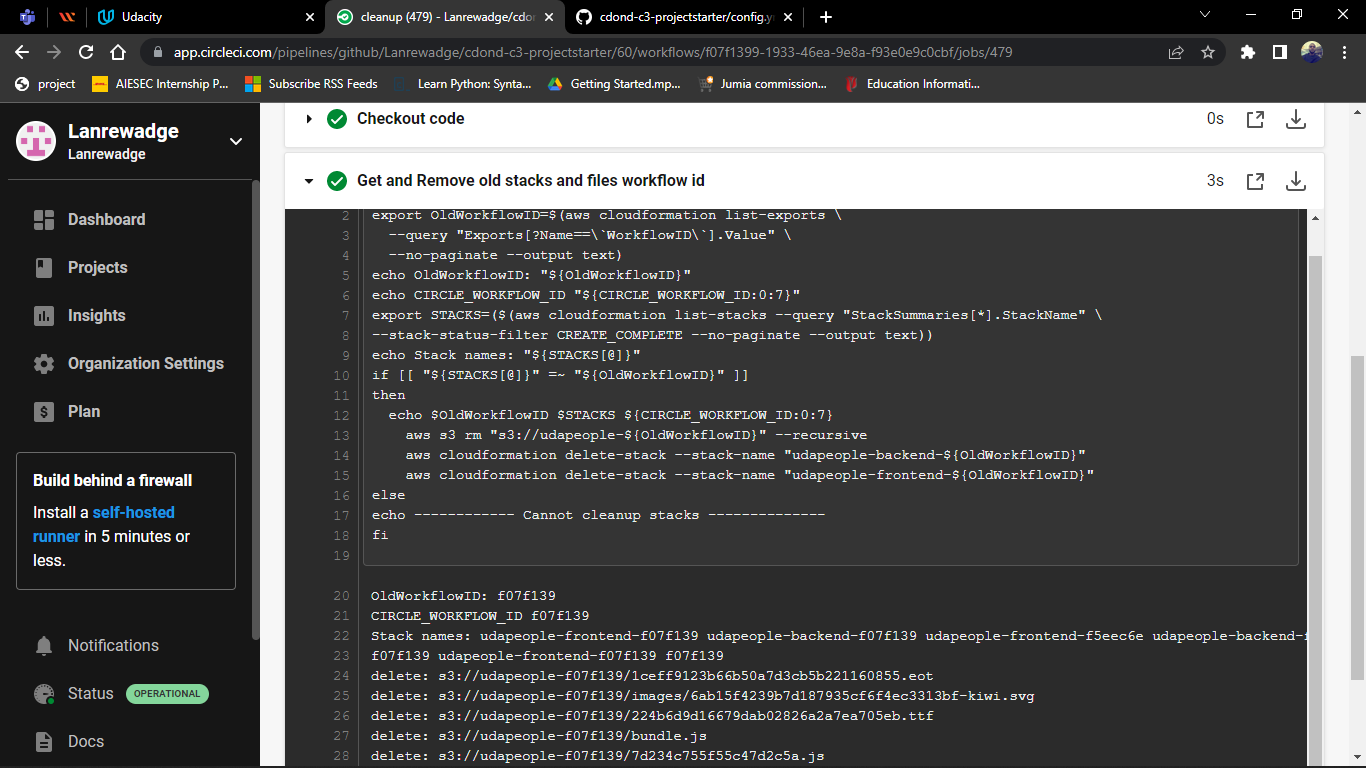 Udacity
cleanup (479) - Lanrewadge/cdo
cdond-c3-projectstarter/config.y
app.circleci.com/pipelines/github/Lanrewadge/cdond-c3-projectstarter/60/workflows/f07f1399-1933-46ea-9e8a-f93e0e9c0cbf/jobs/479
project
AIESEC Internship P...
Subscribe RSS Feeds
Learn Python: Synta...
Getting Started.mp...
Jumia commission...
Education Informati...
Lanrewadge
Lanrewadge
Dashboard
Projects
Insights
Organization Settings
Plan
Build behind a firewall
Install a self-hosted
runner in 5 minutes or
less.
Notifications
Status OPERATIONAL
Docs
Checkout code 0s
Get and Remove old stacks and files workflow id 3s
2 export OldWorkflowID=$(aws cloudformation list-exports \
3   --query "Exports[?Name==\`WorkflowID\`].Value" \
4   --no-paginate --output text)
5 echo OldWorkflowID: "${OldWorkflowID}"
6 echo CIRCLE_WORKFLOW_ID "${CIRCLE_WORKFLOW_ID:0:7}"
7 export STACKS=($(aws cloudformation list-stacks --query "StackSummaries[*].StackName" \
8 --stack-status-filter CREATE_COMPLETE --no-paginate --output text))
9 echo Stack names: "${STACKS[@]}"
10 if [[ "${STACKS[@]}" =~ "${OldWorkflowID}" ]]
11 then
12   echo $OldWorkflowID $STACKS ${CIRCLE_WORKFLOW_ID:0:7}
13     aws s3 rm "s3://udapeople-${OldWorkflowID}" --recursive
14     aws cloudformation delete-stack --stack-name "udapeople-backend-${OldWorkflowID}"
15     aws cloudformation delete-stack --stack-name "udapeople-frontend-${OldWorkflowID}"
16 else
17 echo ------------ Cannot cleanup stacks --------------
18 fi
19
20 OldWorkflowID: f07f139
21 CIRCLE_WORKFLOW_ID f07f139
22 Stack names: udapeople-frontend-f07f139 udapeople-backend-f07f139 udapeople-frontend-f5eec6e udapeople-backend-f
23 f07f139 udapeople-frontend-f07f139 f07f139
24 delete: s3://udapeople-f07f139/1ceff9123b66b50a7d3cb5b221160855.eot
25 delete: s3://udapeople-f07f139/images/6ab15f4239b7d187935cf6f4ec3313bf-kiwi.svg
26 delete: s3://udapeople-f07f139/224b6d9d16679dab02826a2a7ea705eb.ttf
27 delete: s3://udapeople-f07f139/bundle.js
28 delete: s3://udapeople-f07f139/7d234c755f55c47d2c5a.js